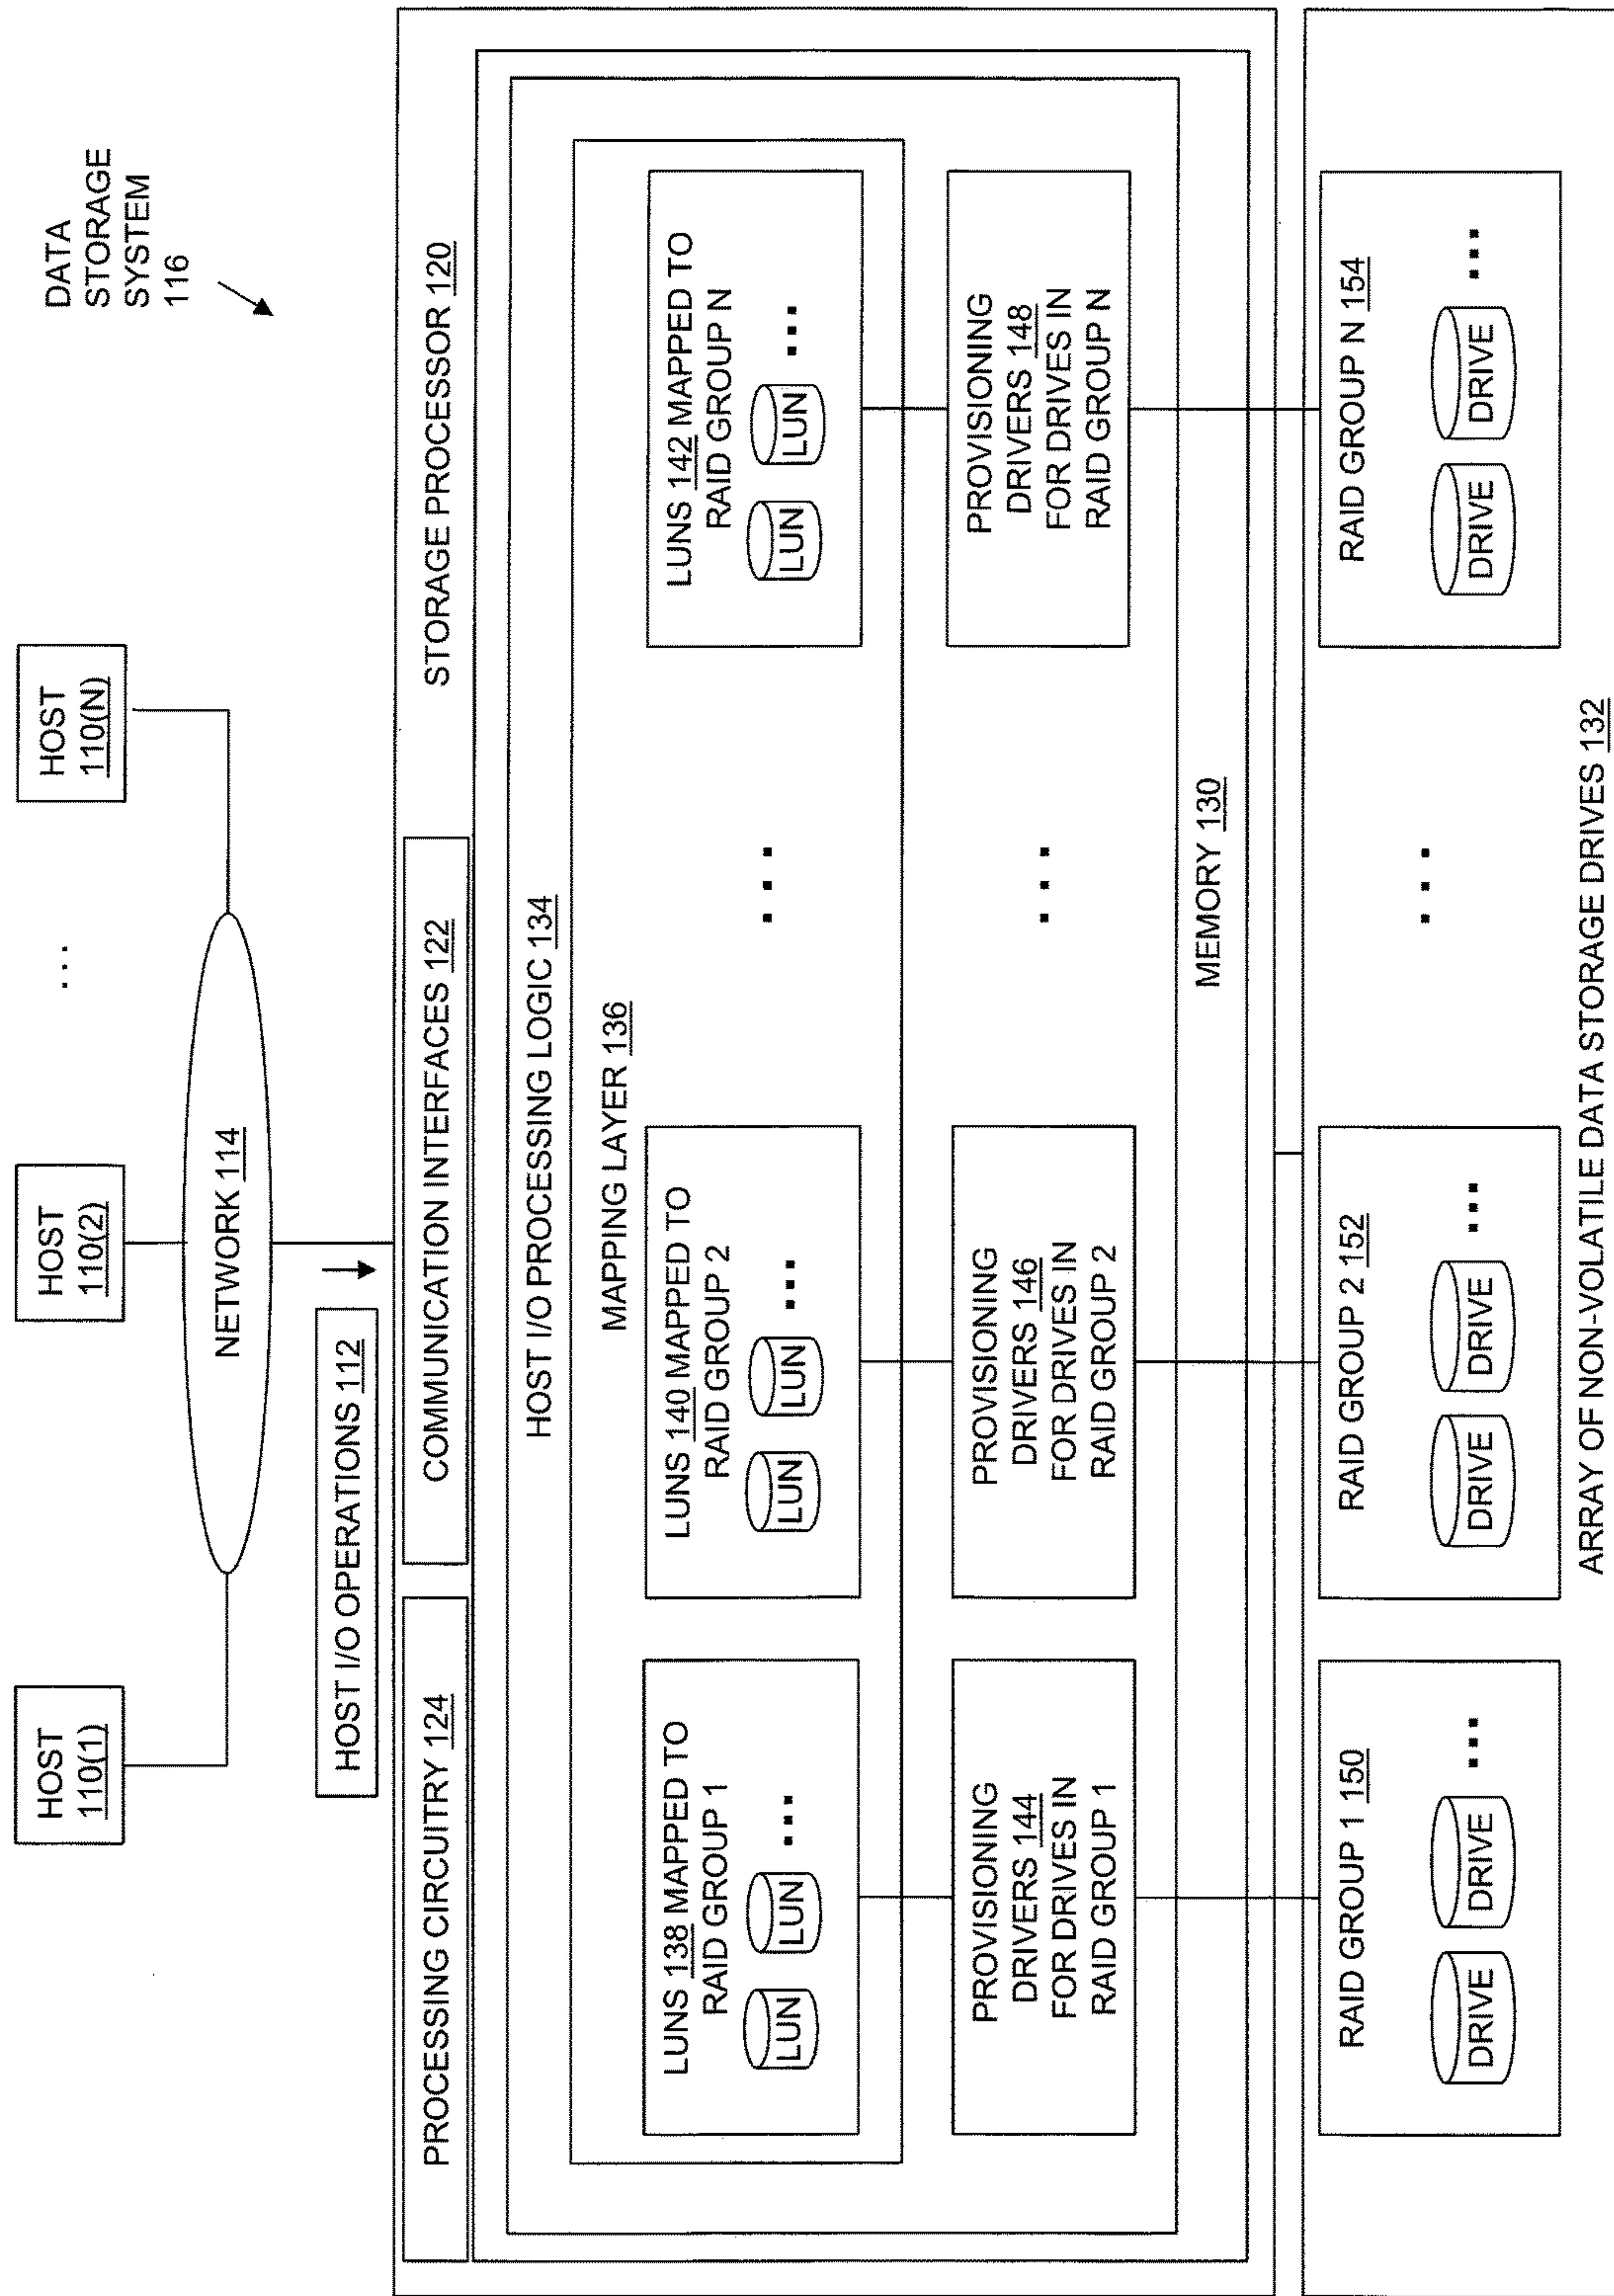 DATA
STORAGE
SYSTEM
116
HOST
110(1)
HOST
110(2)
...
HOST
110(N)
NETWORK 114
HOST I/O OPERATIONS 112
PROCESSING CIRCUITRY 124
COMMUNICATION INTERFACES 122
STORAGE PROCESSOR 120
HOST I/O PROCESSING LOGIC 134
MAPPING LAYER 136
LUNS 138 MAPPED TO
RAID GROUP 1
LUN
LUN
...
LUNS 140 MAPPED TO
RAID GROUP 2
LUN
LUN
...
...
LUNS 142 MAPPED TO
RAID GROUP N
LUN
LUN
...
PROVISIONING
DRIVERS 144
FOR DRIVES IN
RAID GROUP 1
PROVISIONING
DRIVERS 146
FOR DRIVES IN
RAID GROUP 2
...
PROVISIONING
DRIVERS 148
FOR DRIVES IN
RAID GROUP N
MEMORY 130
RAID GROUP 1 150
DRIVE
DRIVE
...
RAID GROUP 2 152
DRIVE
DRIVE
...
...
RAID GROUP N 154
DRIVE
DRIVE
...
ARRAY OF NON-VOLATILE DATA STORAGE DRIVES 132